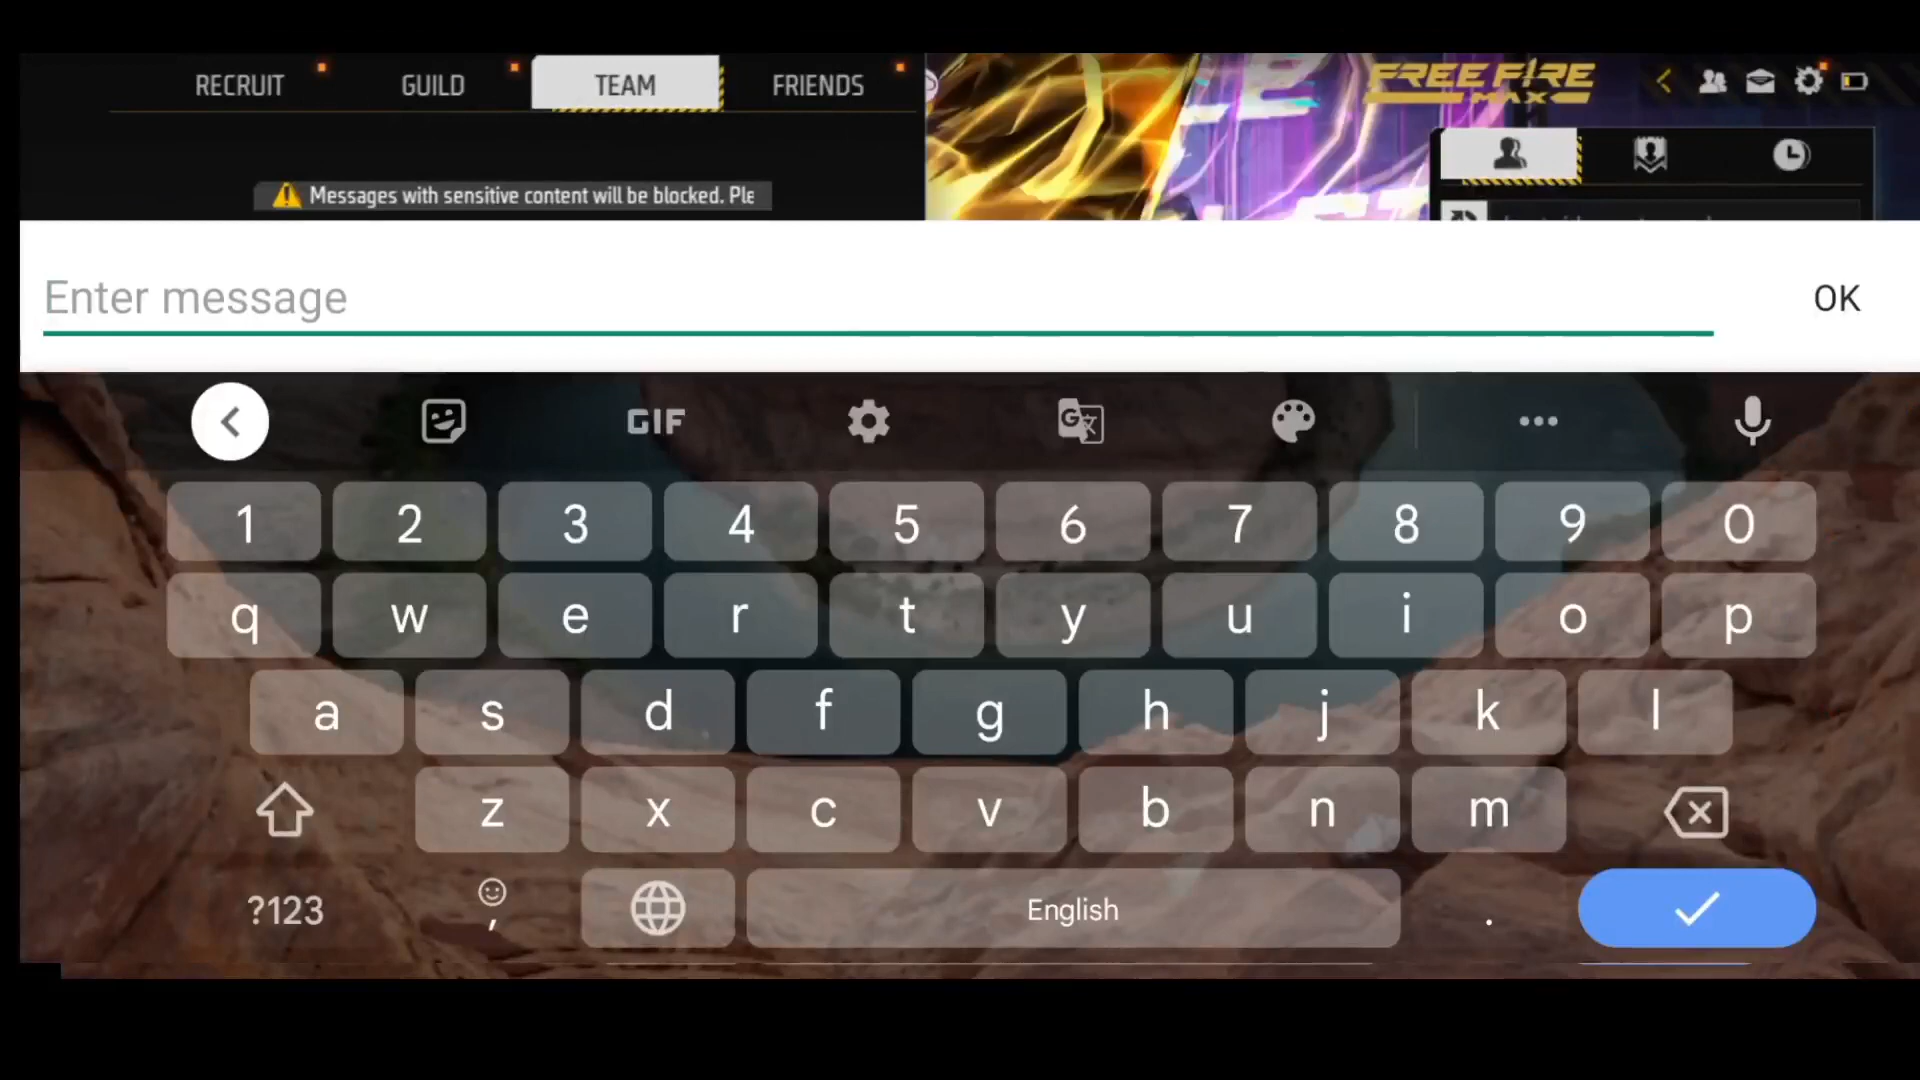 RECRUIT GUILD TEAM FRIENDS
FREE FIRE
MAX
Messages with sensitive content will be blocked. Ple
Enter message
OK
GIF
1 2 3 4 5 6 7 8 9 0
q w e r t y u i o p
a s d f g h j k l
z x c v b n m
?123 , English .